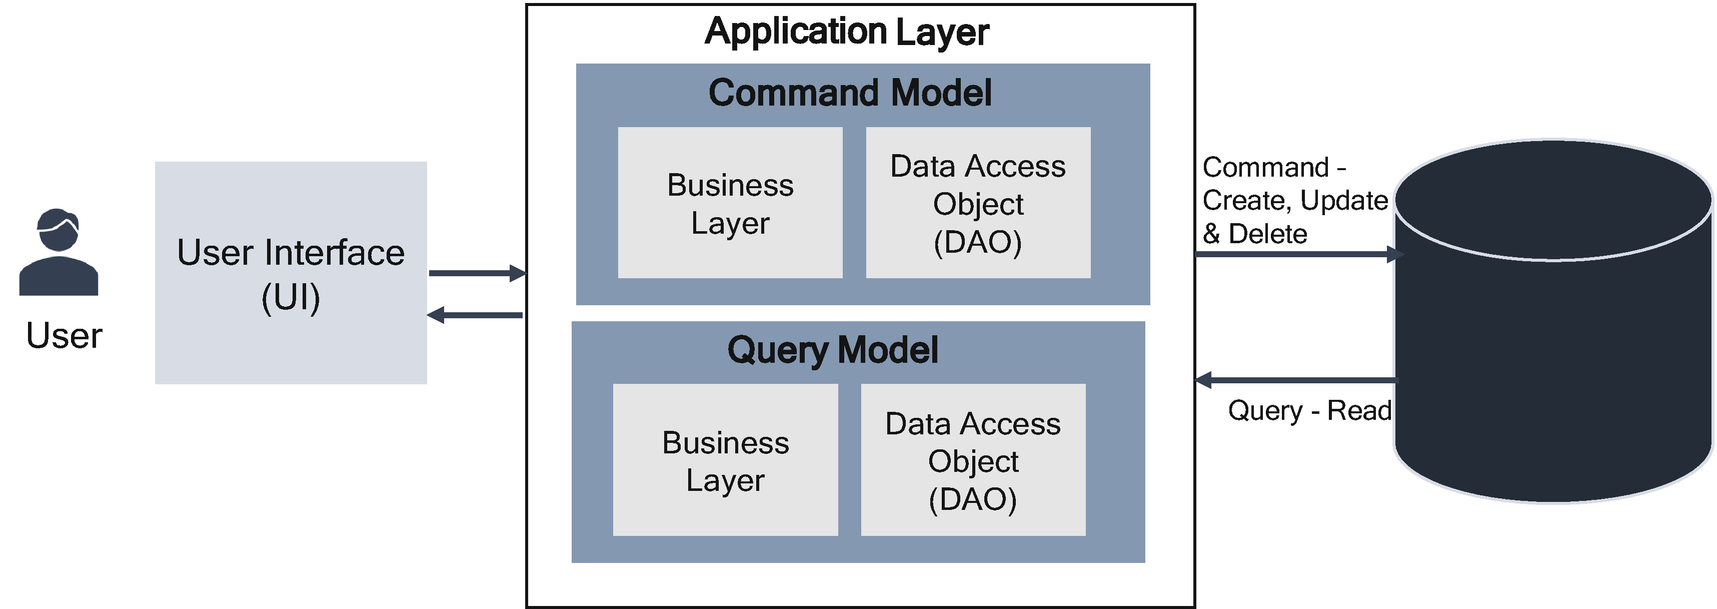 Application Layer
Command Model
Business
Layer
Data Access
Object
(DAO)
Command -
Create, Update
& Delete
User Interface
(UI)
User
Query Model
Business
Layer
Data Access
Object
(DAO)
Query - Read